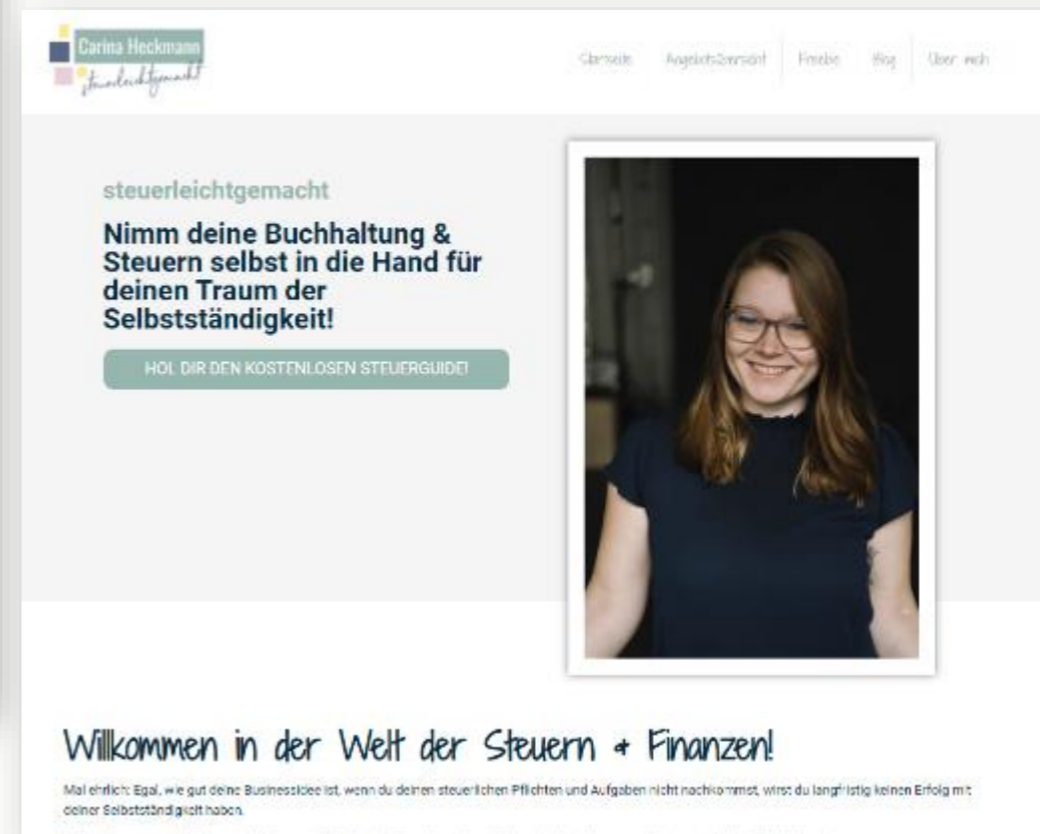 Carina Heckmann
steuerleichtgemacht
Startseite Angebotsübersicht Freebie Blog Über mich
steuerleichtgemacht
Nimm deine Buchhaltung &
Steuern selbst in die Hand für
deinen Traum der
Selbstständigkeit!
HOL DIR DEN KOSTENLOSEN STEUERGUIDE!
Willkommen in der Welt der Steuern & Finanzen!
Mal ehrlich: Egal, wie gut deine Businessidee ist, wenn du deinen steuerlichen Pflichten und Aufgaben nicht nachkommst, wirst du langfristig keinen Erfolg mit
deiner Selbstständigkeit haben.